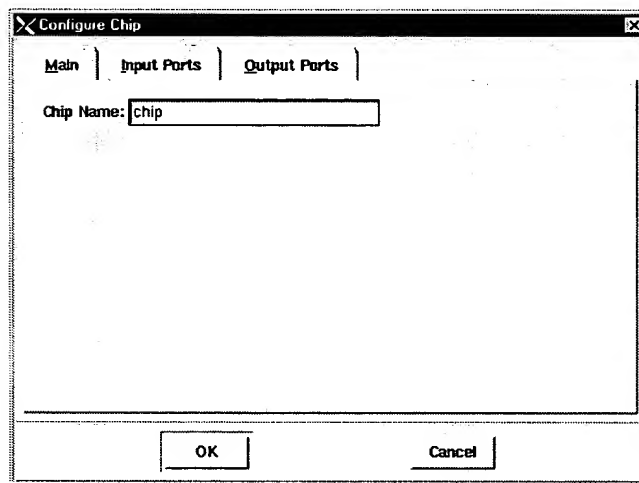 Configure Chip
Main Input Ports Output Ports
Chip Name: chip
OK Cancel